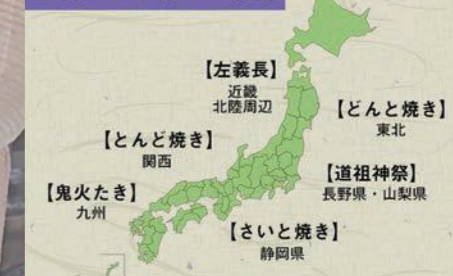 【左義長】
近畿
北陸周辺
【どんと焼き】
東北
【とんど焼き】
関西
【道祖神祭】
長野県・山梨県
【鬼火たき】
九州
【さいと焼き】
静岡県